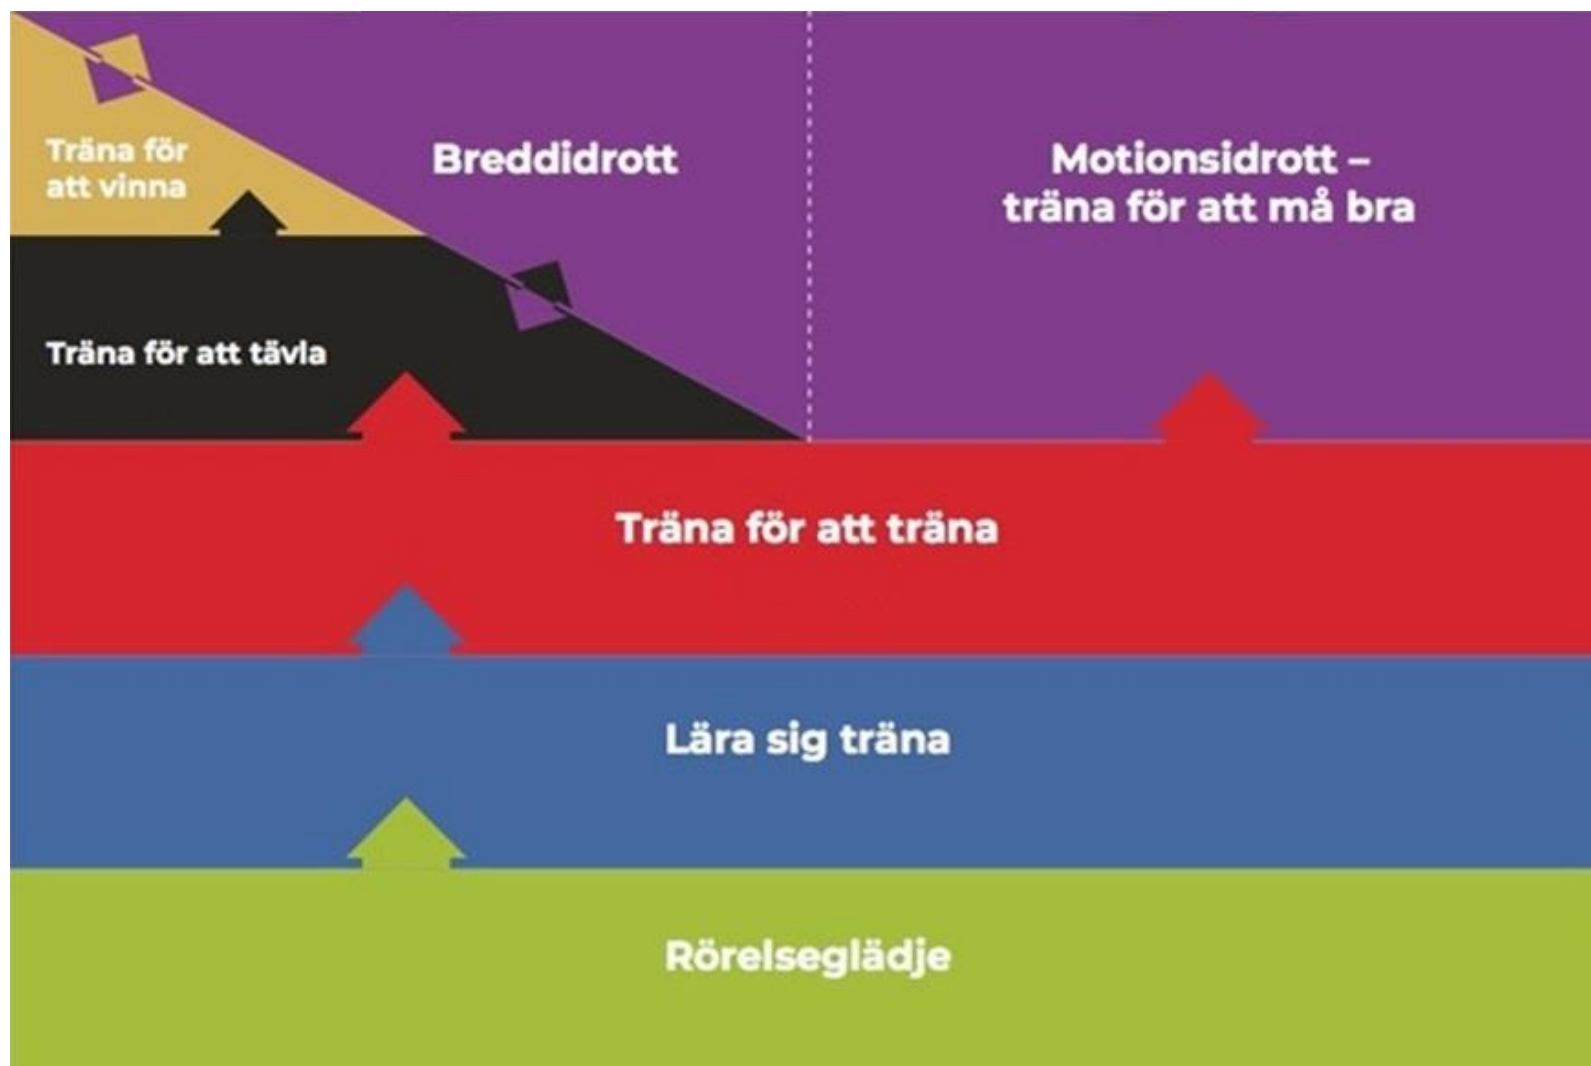 Träna för
att vinna
Breddidrott
Motionsidrott –
träna för att må bra
Träna för att tävla
Träna för att träna
Lära sig träna
Rörelseglädje